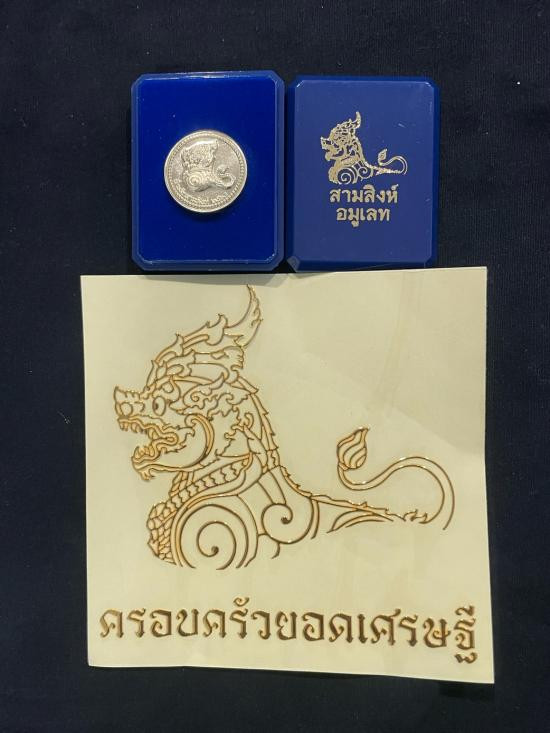 สามสิงห์
อมูเลท
ครอบครัวยอดเศรษฐี